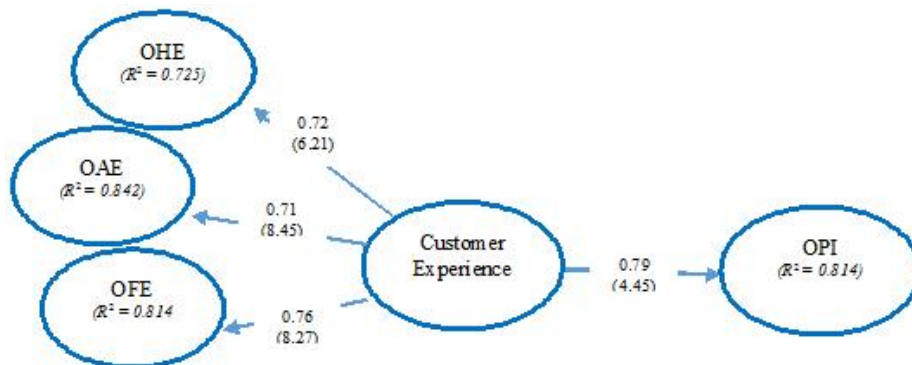 OHE
(R² = 0.725)
0.72
(6.21)
OAE
(R² = 0.842)
0.71
(8.45)
Customer
Experience
0.79
(4.45)
OPI
(R² = 0.814)
OFE
(R² = 0.814
0.76
(8.27)